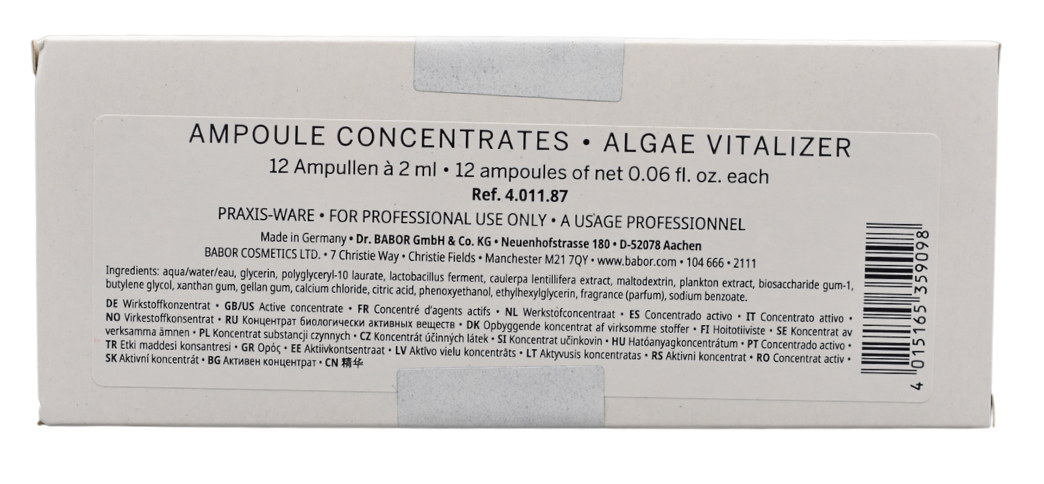 AMPOULE CONCENTRATES • ALGAE VITALIZER
12 Ampullen à 2 ml • 12 ampoules of net 0.06 fl. oz. each
Ref. 4.011.87
PRAXIS-WARE • FOR PROFESSIONAL USE ONLY • A USAGE PROFESSIONNEL
Made in Germany • Dr. BABOR GmbH & Co. KG • Neuenhofstrasse 180 • D-52078 Aachen
BABOR COSMETICS LTD. • 7 Christie Way • Christie Fields • Manchester M21 7QY • www.babor.com • 104 666 • 2111
Ingredients: aqua/water/eau, glycerin, polyglyceryl-10 laurate, lactobacillus ferment, caulerpa lentillifera extract, maltodextrin, plankton extract, biosaccharide gum-1,
butylene glycol, xanthan gum, gellan gum, calcium chloride, citric acid, phenoxyethanol, ethylhexylglycerin, fragrance (parfum), sodium benzoate.
DE Wirkstoffkonzentrat • GB/US Active concentrate • FR Concentré d'agents actifs • NL Werkstofconcentraat • ES Concentrado activo • IT Concentrato attivo •
NO Virkestoffkonsentrat • RU Концентрат биологически активных веществ • DK Opbyggende koncentrat af virksomme stoffer • FI Hoitotiiviste • SE Koncentrat av
verksamma ämnen • PL Koncentrat substancji czynnych • CZ Koncentrát účinných látek • SI Koncentrat učinkovin • HU Hatóanyagkoncentrátum • PT Concentrado activo •
TR Etki maddesi konsantresi • GR Ορός • EE Aktiivkontsentraat • LV Aktīvo vielu koncentrāts • LT Aktyvusis koncentratas • RS Aktivni koncentrat • RO Concentrat activ •
SK Aktívni koncentrát • BG Активен концентрат • CN 精华
4 015165 359098